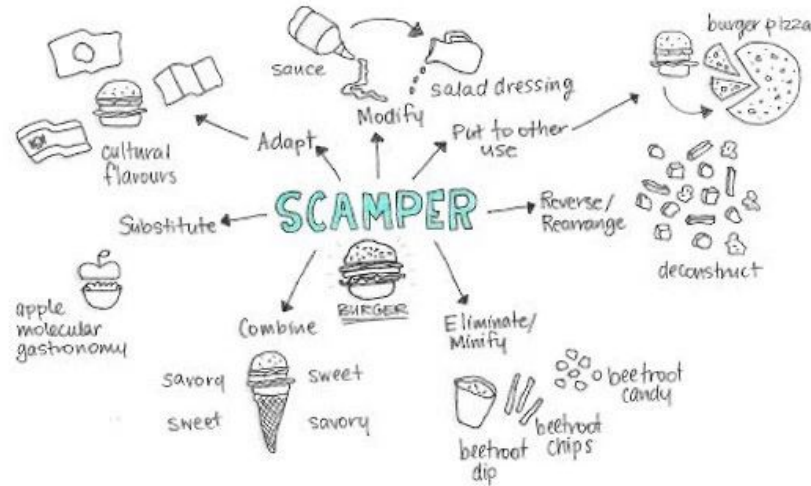 burger pizza
sauce
salad dressing
Modify
Put to other
use
Adapt
cultural
flavours
SCAMPER
BURGER
Substitute
Reverse/
Rearrange
deconstruct
apple
molecular
gastronomy
Combine
savory
sweet
sweet
savory
Eliminate/
Minify
beetroot
candy
beetroot
chips
beetroot
dip